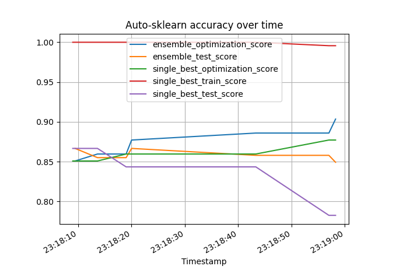 Auto-sklearn accuracy over time
1.00
0.95
0.90
0.85
0.80
ensemble_optimization_score
ensemble_test_score
single_best_optimization_score
single_best_train_score
single_best_test_score
23:18:10
23:18:20
23:18:30
23:18:40
23:18:50
23:19:00
Timestamp